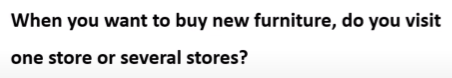 When you want to buy new furniture, do you visit
one store or several stores?